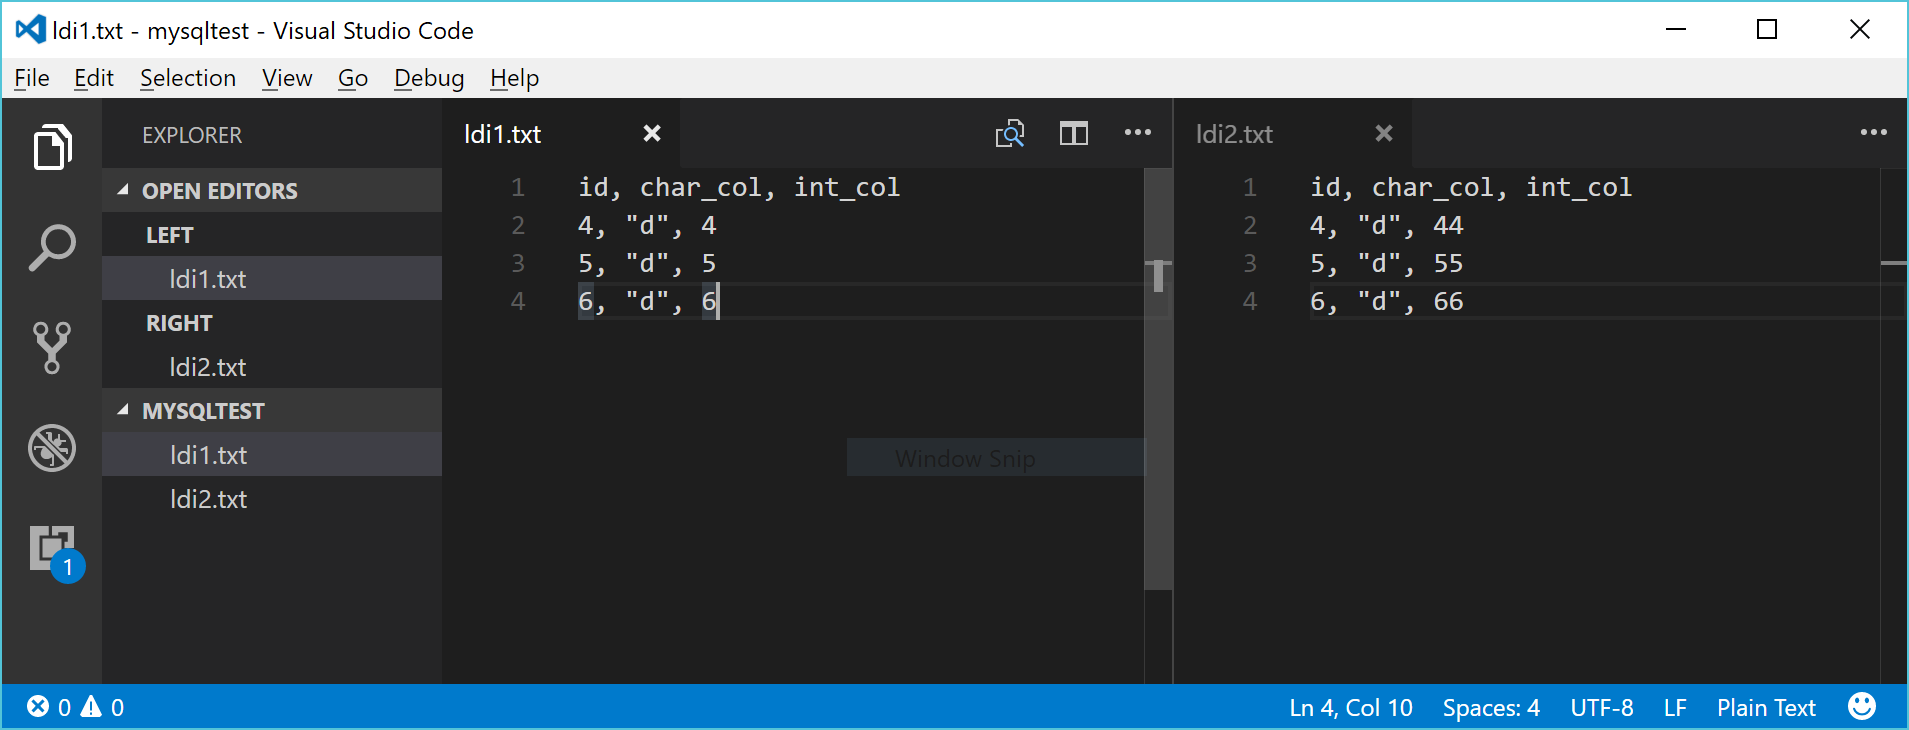 ldi1.txt - mysqltest - Visual Studio Code
File Edit Selection View Go Debug Help
EXPLORER
OPEN EDITORS
LEFT
ldi1.txt
RIGHT
ldi2.txt
MYSQLTEST
ldi1.txt
ldi2.txt
1
ldi1.txt
1 id, char_col, int_col
2 4, "d", 4
3 5, "d", 5
4 6, "d", 6
Window Snip
ldi2.txt
1 id, char_col, int_col
2 4, "d", 44
3 5, "d", 55
4 6, "d", 66
0 0 Ln 4, Col 10 Spaces: 4 UTF-8 LF Plain Text